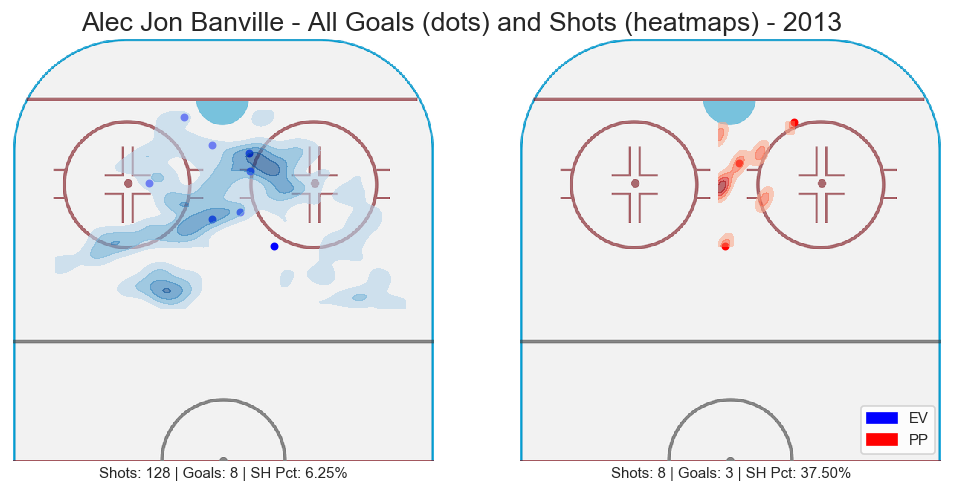 Alec Jon Banville - All Goals (dots) and Shots (heatmaps) - 2013
EV
PP
Shots: 128 | Goals: 8 | SH Pct: 6.25%
Shots: 8 | Goals: 3 | SH Pct: 37.50%